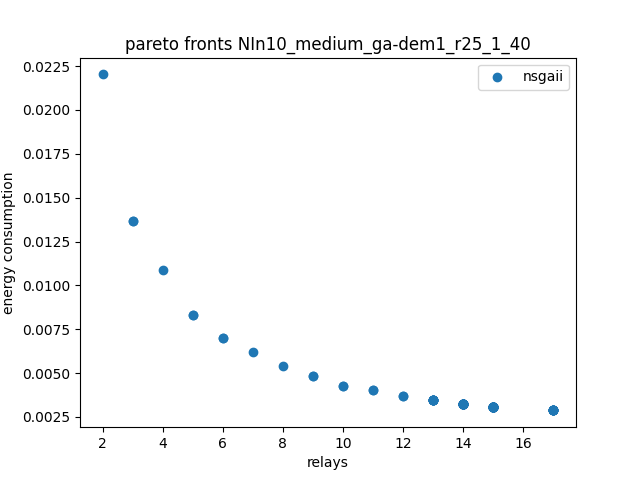 pareto fronts NIn10_medium_ga-dem1_r25_1_40
nsgaii
0.0225
0.0200
0.0175
0.0150
0.0125
0.0100
0.0075
0.0050
0.0025
energy consumption
2 4 6 8 10 12 14 16
relays